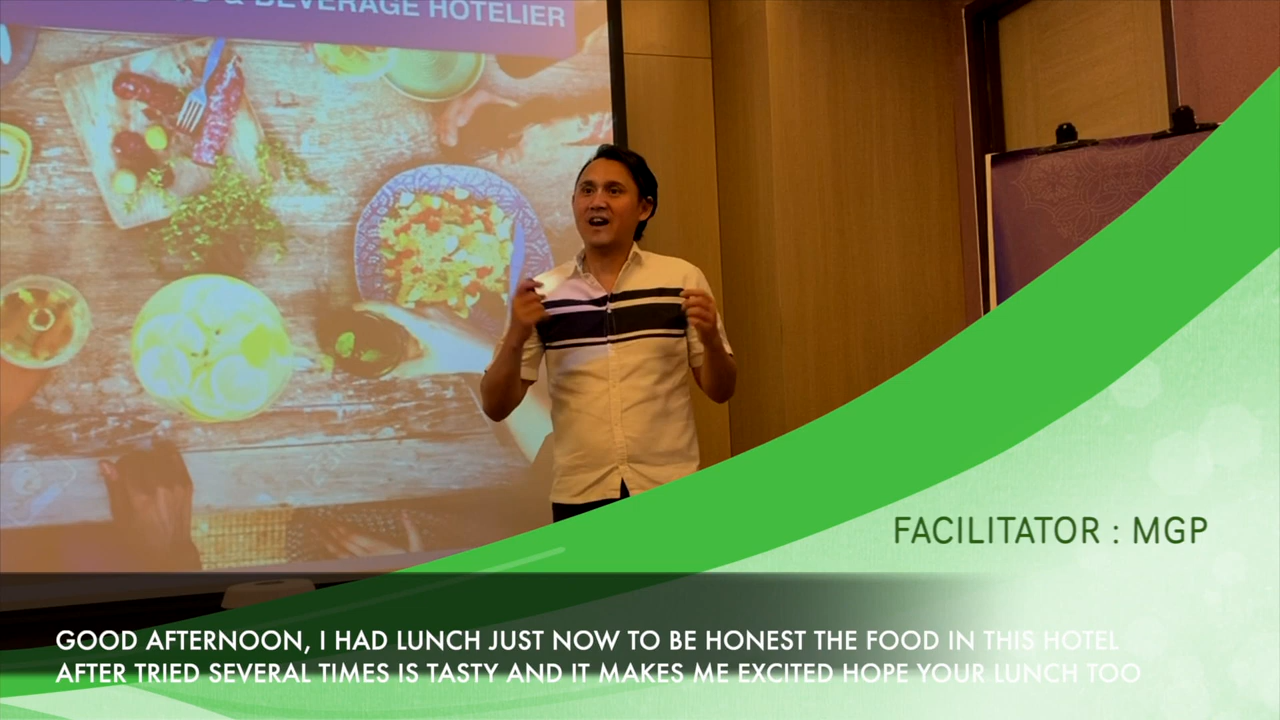 & BEVERAGE HOTELIER
FACILITATOR : MGP
GOOD AFTERNOON, I HAD LUNCH JUST NOW TO BE HONEST THE FOOD IN THIS HOTEL
AFTER TRIED SEVERAL TIMES IS TASTY AND IT MAKES ME EXCITED HOPE YOUR LUNCH TOO